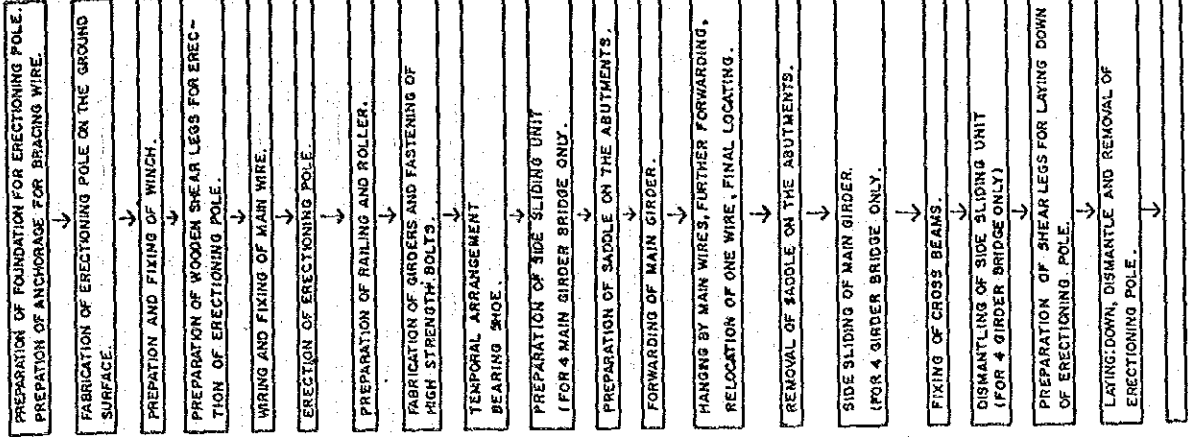 PREPARATION OF FOUNDATION FOR ERECTIONING POLE.
PREPATION OF ANCHORAGE FOR BRACING WIRE.
FABRICATION OF ERECTIONING POLE ON THE GROUND
SURFACE.
PREPATION AND FIXING OF WINCH.
PREPARATION OF WOODEN SHEAR LEGS FOR EREC-
TION OF ERECTIONING POLE.
WIRING AND FIXING OF MAIN WIRE.
ERECTION OF ERECTIONING POLE.
PREPARATION OF RAILING AND ROLLER.
FABRICATION OF GIRDERS AND FASTENING OF
HIGH STRENGTH BOLTS.
TEMPORAL ARRANGEMENT
BEARING SHOE.
PREPARATION OF SIDE SLIDING UNIT
(FOR 4 MAIN GIRDER BRIDGE ONLY.
PREPARATION OF SADDLE ON THE ABUTMENTS.
FORWARDING OF MAIN GIRDER.
HANGING BY MAIN WIRES, FURTHER FORWARDING,
RELOCATION OF ONE WIRE, FINAL LOCATING.
REMOVAL OF SADDLE ON THE ABUTMENTS.
SIDE SLIDING OF MAIN GIRDER.
(FOR 4 GIRDER BRIDGE ONLY.
FIXING OF CROSS BEAMS.
DISMANTLING OF SIDE SLIDING UNIT
(FOR 4 GIRDER BRIDGE ONLY)
PREPARATION OF SHEAR LEGS FOR LAYING DOWN
OF ERECTIONING POLE.
LAYING DOWN, DISMANTLE AND REMOVAL OF
ERECTIONING POLE.